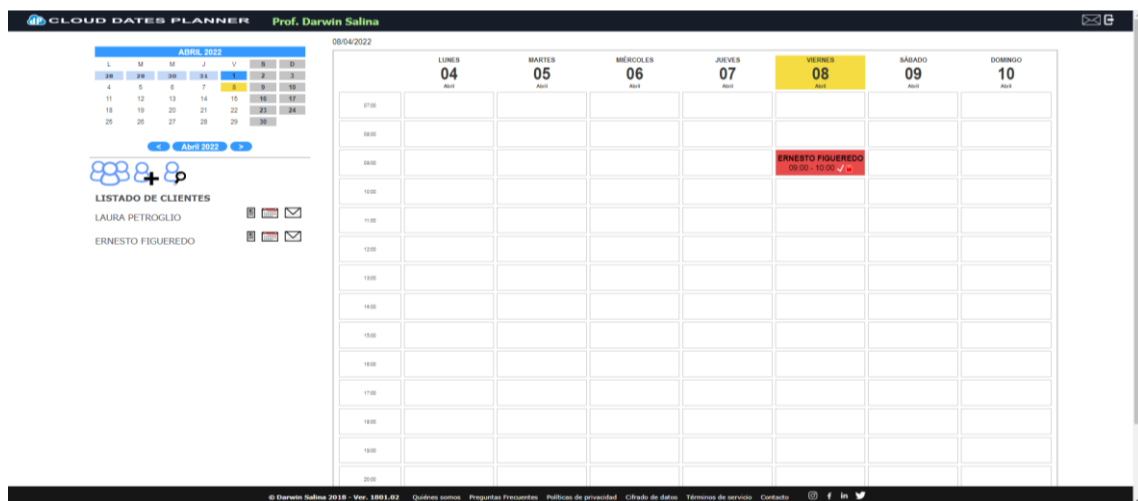 CLOUD DATES PLANNER Prof. Darwin Salina
ABRIL 2022
L M M J V S D
28 29 30 31 1 2 3
4 5 6 7 8 9 10
11 12 13 14 15 16 17
18 19 20 21 22 23 24
25 26 27 28 29 30
< Abril 2022 >
LISTADO DE CLIENTES
LAURA PETROGLIO
ERNESTO FIGUEREDO
08/04/2022
LUNES MARTES MIÉRCOLES JUEVES VIERNES SÁBADO DOMINGO
04 05 06 07 08 09 10
Abril Abril Abril Abril Abril Abril Abril
07:00
08:00
09:00
ERNESTO FIGUEREDO
09:00 - 10:00
10:00
11:00
12:00
13:00
14:00
15:00
16:00
17:00
18:00
19:00
20:00
© Darwin Salina 2018 - Ver. 1801.02 Quiénes somos Preguntas Frecuentes Políticas de privacidad Cifrado de datos Términos de servicio Contacto